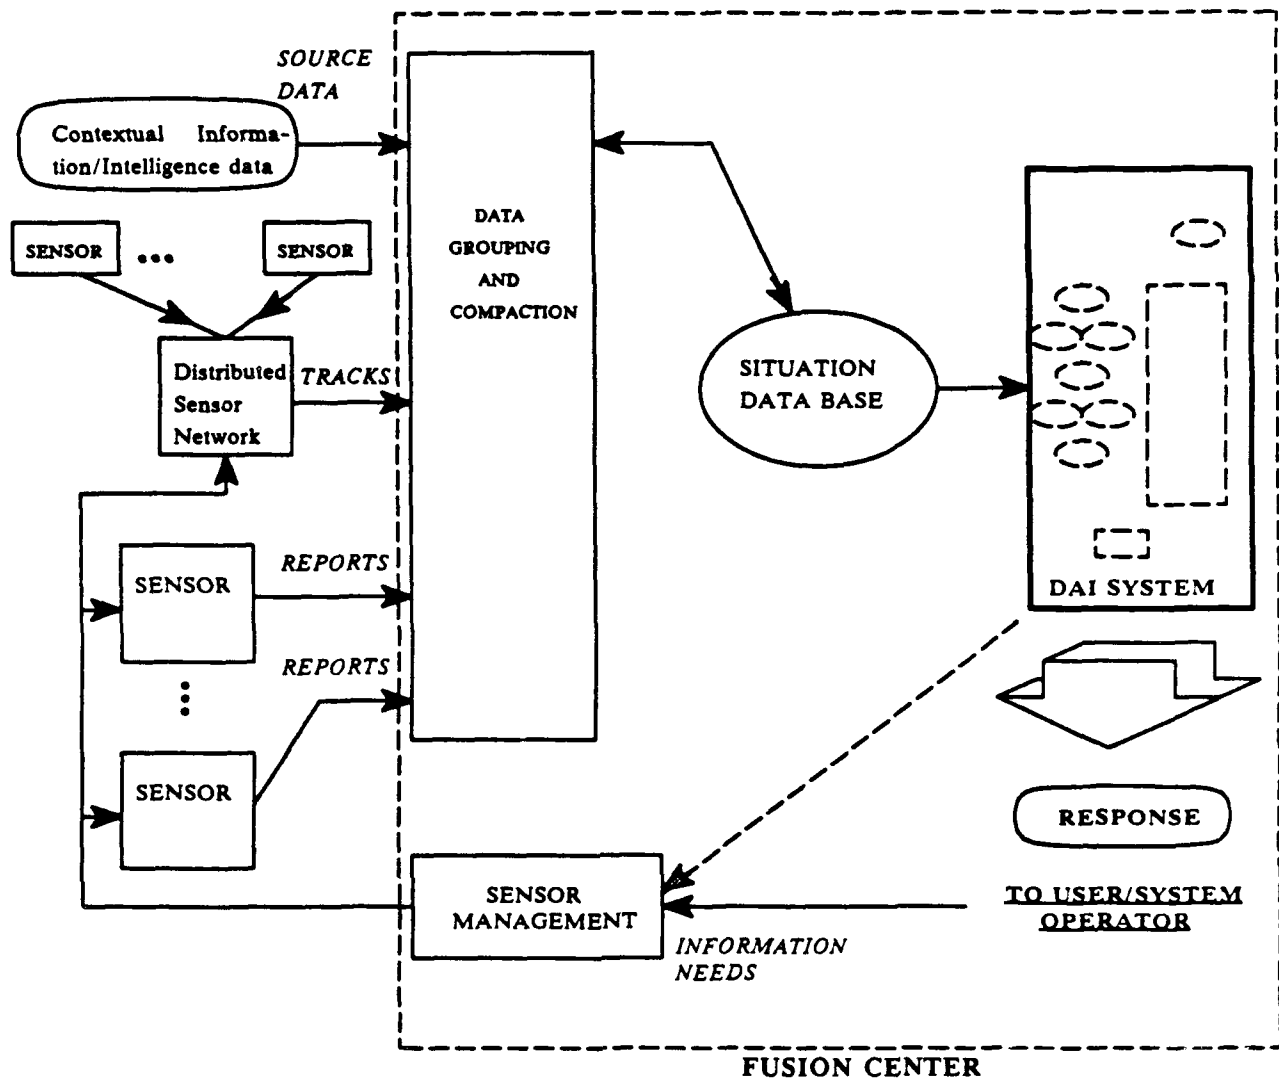 SOURCE
DATA
Contextual Informa-
tion/Intelligence data
SENSOR
SENSOR
DATA
GROUPING
AND
COMPACTION
Distributed
Sensor
Network
TRACKS
SITUATION
DATA BASE
REPORTS
SENSOR
DAI SYSTEM
REPORTS
SENSOR
RESPONSE
SENSOR
MANAGEMENT
TO USER/SYSTEM
OPERATOR
INFORMATION
NEEDS
FUSION CENTER